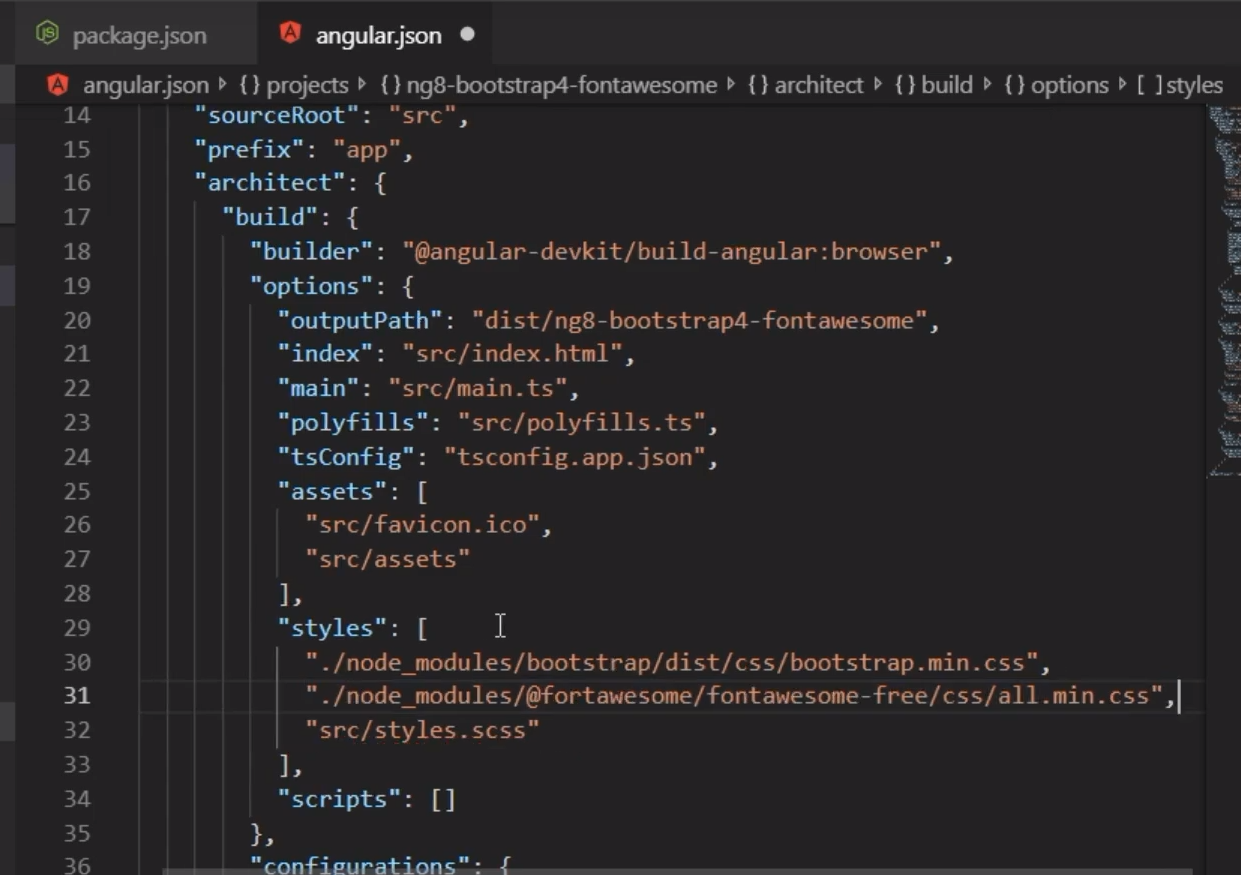 package.json angular.json
angular.json {} projects {} ng8-bootstrap4-fontawesome {} architect {} build {} options [ ] styles
14 "sourceRoot": "src",
15 "prefix": "app",
16 "architect": {
17 "build": {
18 "builder": "@angular-devkit/build-angular:browser",
19 "options": {
20 "outputPath": "dist/ng8-bootstrap4-fontawesome",
21 "index": "src/index.html",
22 "main": "src/main.ts",
23 "polyfills": "src/polyfills.ts",
24 "tsConfig": "tsconfig.app.json",
25 "assets": [
26 "src/favicon.ico",
27 "src/assets"
28 ],
29 "styles": [
30 "./node_modules/bootstrap/dist/css/bootstrap.min.css",
31 "./node_modules/@fortawesome/fontawesome-free/css/all.min.css",
32 "src/styles.scss"
33 ],
34 "scripts": []
35 },
36 "configurations": {